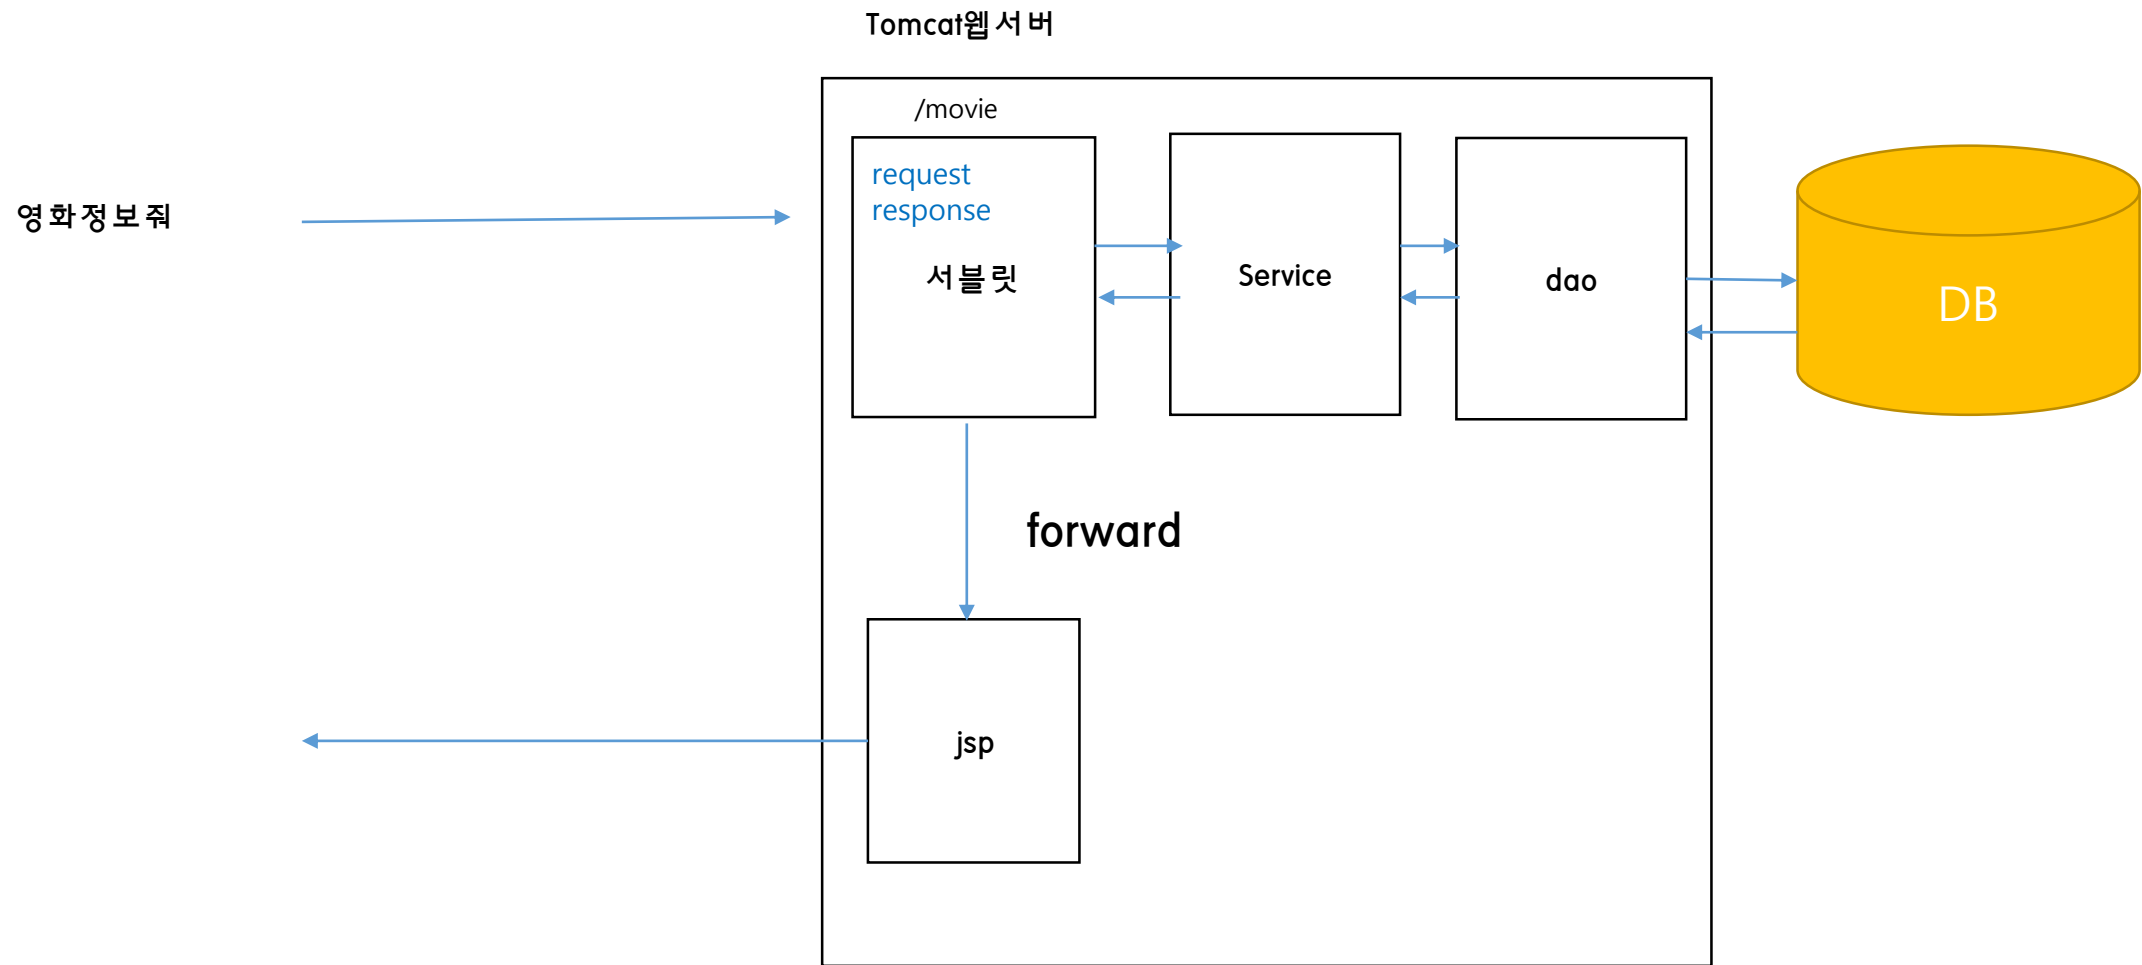 Tomcat웹서버
/movie
request
response
영화정보줘
서블릿
Service
dao
DB
forward
jsp